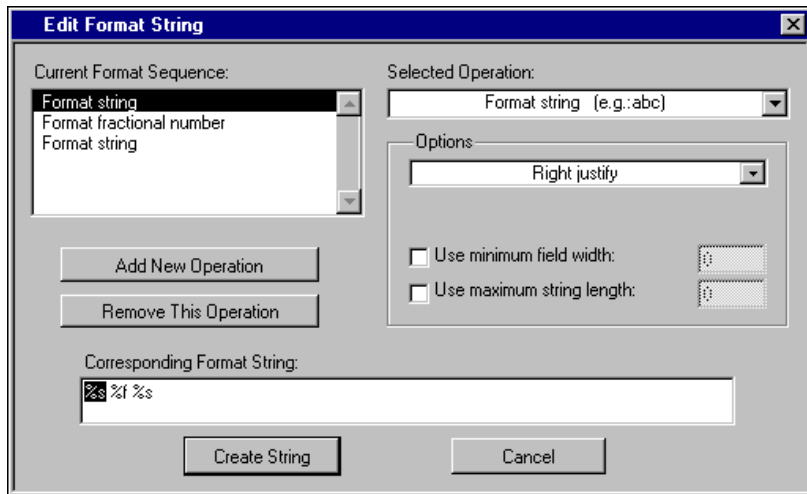 Edit Format String
Current Format Sequence:
Format string
Format fractional number
Format string
Add New Operation
Remove This Operation
Selected Operation:
Format string (e.g.:abc)
Options
Right justify
Use minimum field width:
0
Use maximum string length:
0
Corresponding Format String:
%s %f %s
Create String
Cancel